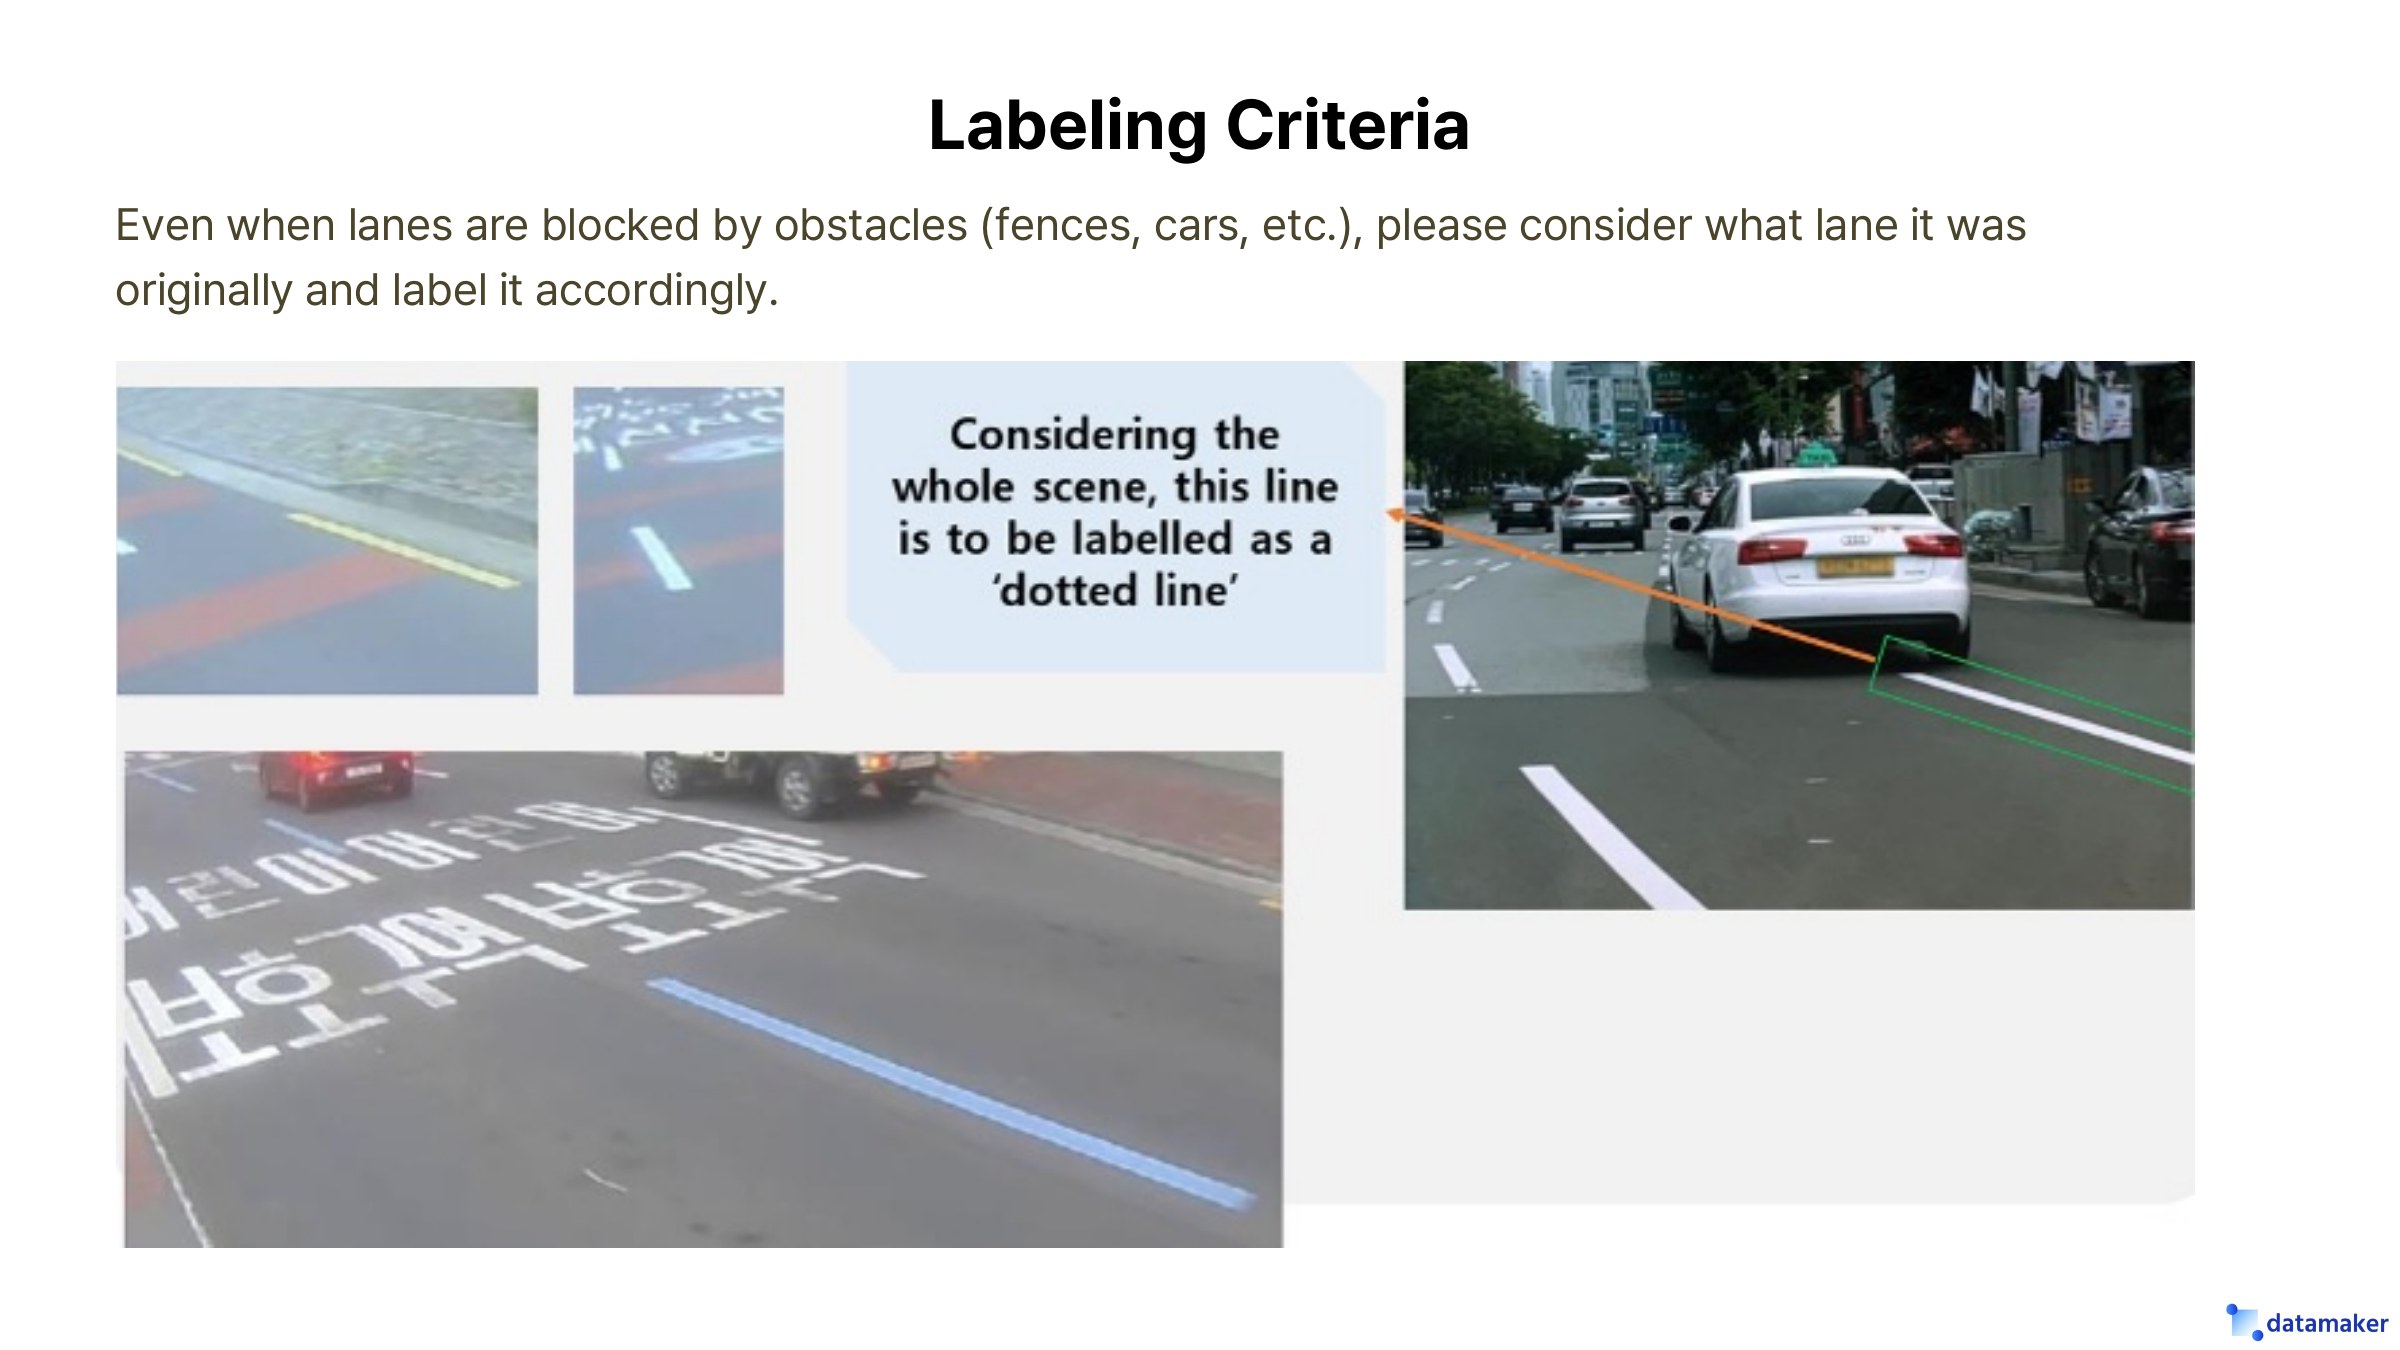 Labeling Criteria
Even when lanes are blocked by obstacles (fences, cars, etc.), please consider what lane it was
originally and label it accordingly.
Considering the
whole scene, this line
is to be labelled as a
‘dotted line’
datamaker